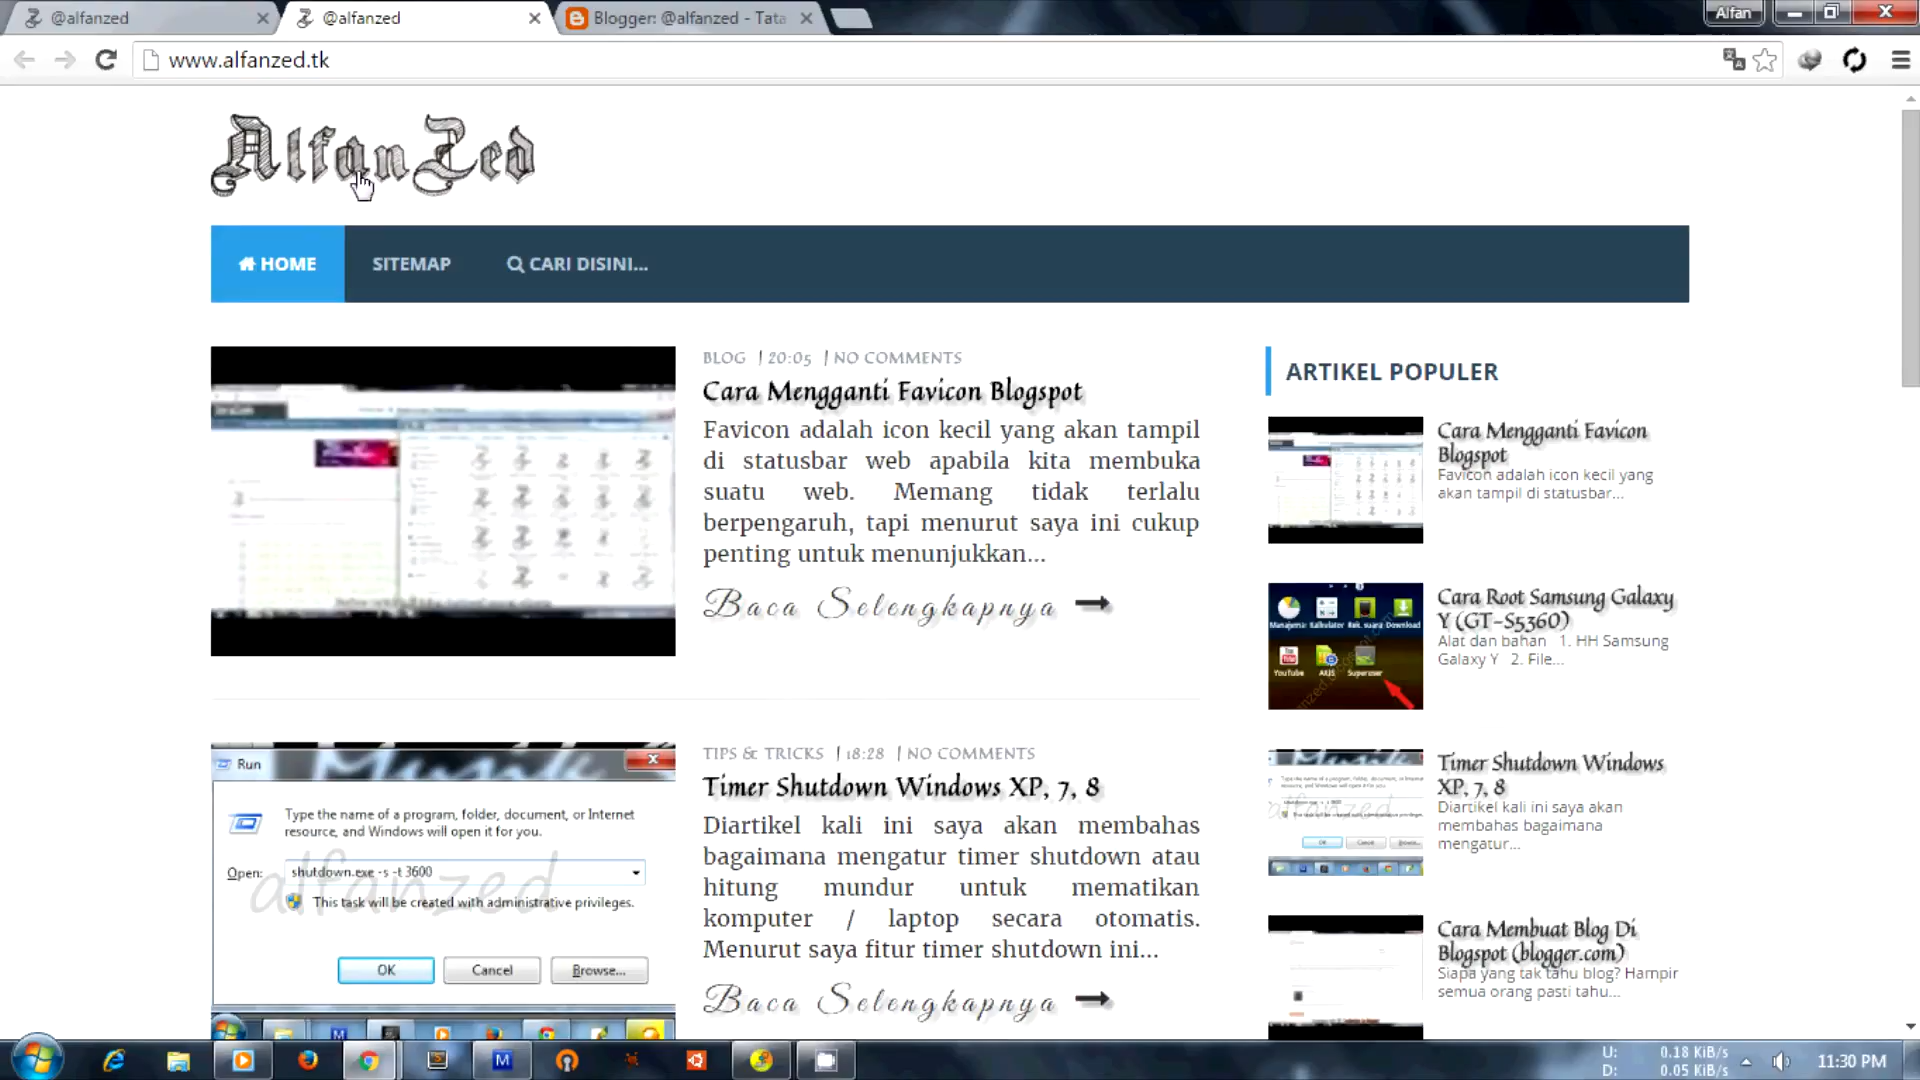 @alfanzed
@alfanzed
Blogger: @alfanzed - Tata
Alfan
www.alfanzed.tk
AlfanZed
HOME
SITEMAP
CARI DISINI...
BLOG | 20:05 | NO COMMENTS
Cara Mengganti Favicon Blogspot
Favicon adalah icon kecil yang akan tampil
di statusbar web apabila kita membuka
suatu web. Memang tidak terlalu
berpengaruh, tapi menurut saya ini cukup
penting untuk menunjukkan...
Baca Selengkapnya
TIPS & TRICKS | 18:28 | NO COMMENTS
Timer Shutdown Windows XP, 7, 8
Diartikel kali ini saya akan membahas
bagaimana mengatur timer shutdown atau
hitung mundur untuk mematikan
komputer / laptop secara otomatis.
Menurut saya fitur timer shutdown ini...
Baca Selengkapnya
Run
Type the name of a program, folder, document, or Internet
resource, and Windows will open it for you.
Open: shutdown.exe -s -t 3600
This task will be created with administrative privileges.
alfanzed
OK
Cancel
Browse...
ARTIKEL POPULER
Cara Mengganti Favicon
Blogspot
Favicon adalah icon kecil yang
akan tampil di statusbar...
Cara Root Samsung Galaxy
Y (GT-S5360)
Alat dan bahan 1. HH Samsung
Galaxy Y 2. File...
YouTube
AXIS
Superuser
Timer Shutdown Windows
XP, 7, 8
Diartikel kali ini saya akan
membahas bagaimana
mengatur...
Cara Membuat Blog Di
Blogspot (blogger.com)
Siapa yang tak tahu blog? Hampir
semua orang pasti tahu...
U: 0.18 KiB/s
D: 0.05 KiB/s
11:30 PM